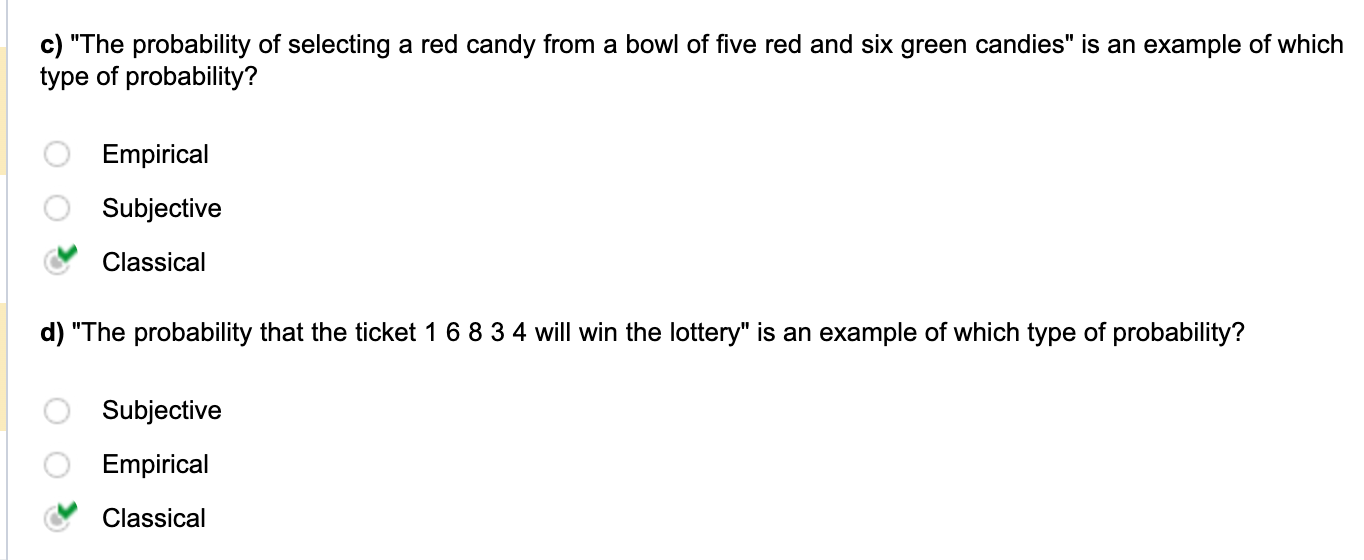 c) "The probability of selecting a red candy from a bowl of five red and six green candies" is an example of which
type of probability?
Empirical
Subjective
Classical
d) "The probability that the ticket 1 6 8 3 4 will win the lottery" is an example of which type of probability?
Subjective
Empirical
Classical